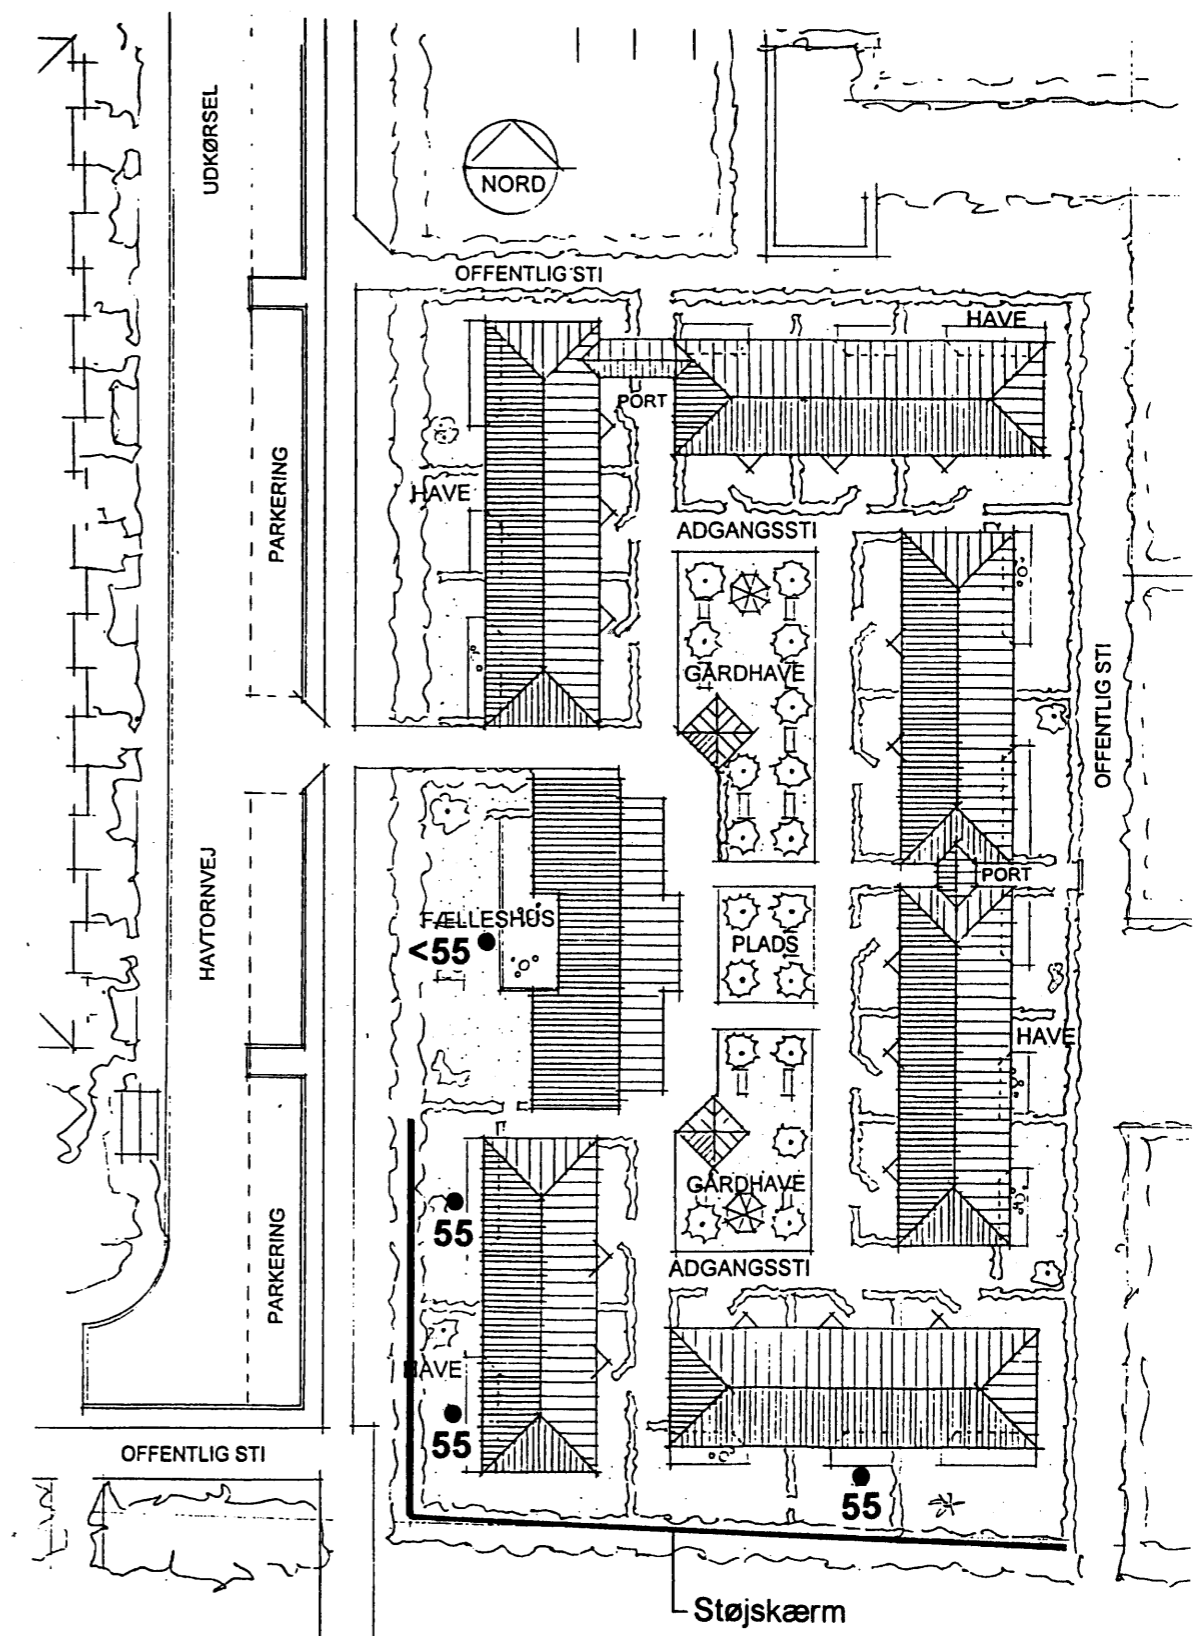 UDKØRSEL
NORD
OFFENTLIG STI
HAVE
PORT
PARKERING
HAVE
ADGANGSSTI
GÅRDHAVE
OFFENTLIG STI
PORT
FÆLLESHUS
<55
PLADS
HAVTORNVEJ
HAVE
GÅRDHAVE
55
PARKERING
ADGANGSSTI
HAVE
55
OFFENTLIG STI
55
Støjskærm